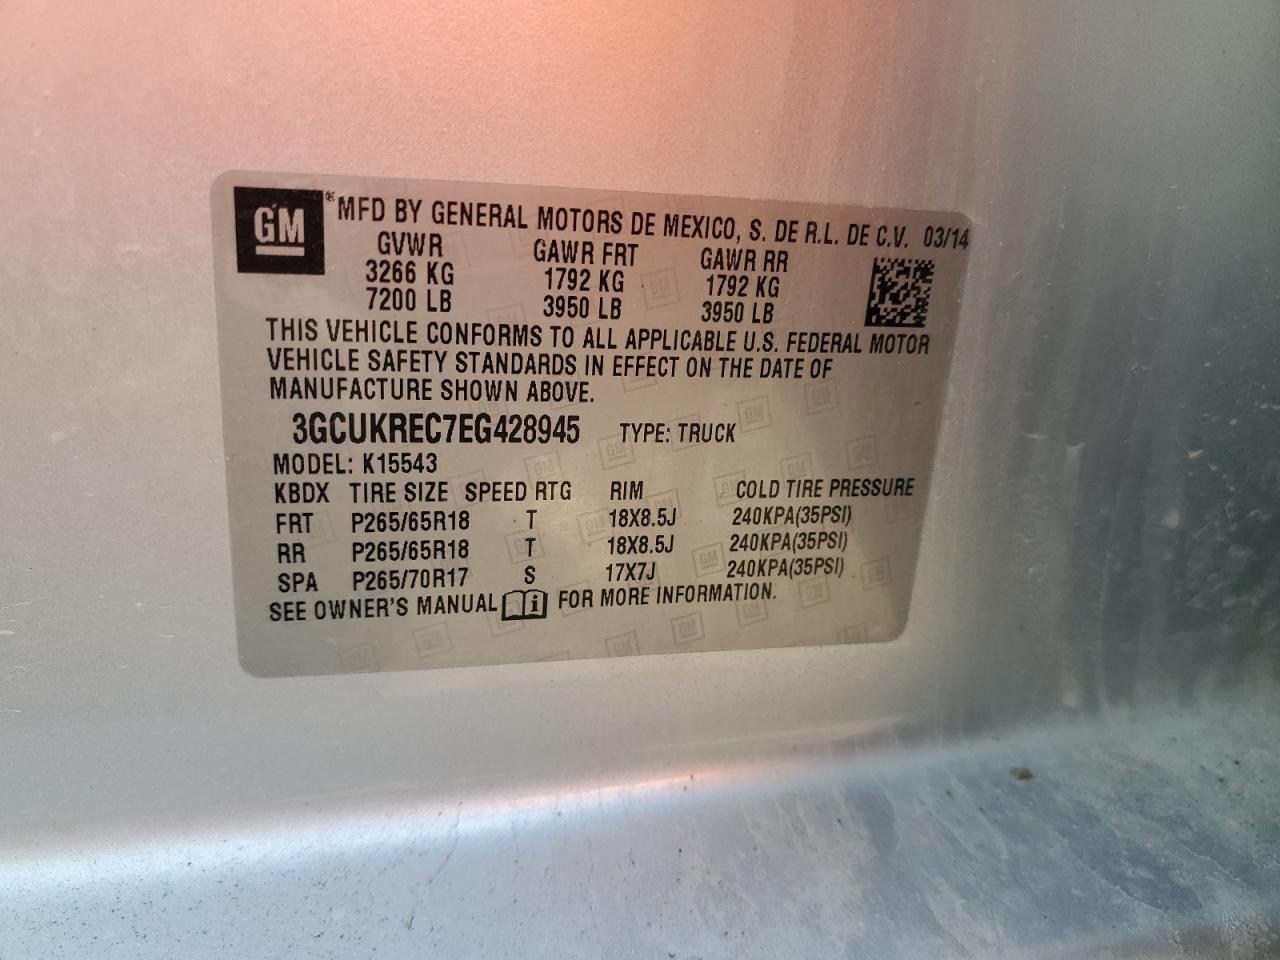 GM ® MFD BY GENERAL MOTORS DE MEXICO, S. DE R.L. DE C.V. 03/14
GVWR GAWR FRT GAWR RR
3266 KG 1792 KG 1792 KG
7200 LB 3950 LB 3950 LB
THIS VEHICLE CONFORMS TO ALL APPLICABLE U.S. FEDERAL MOTOR
VEHICLE SAFETY STANDARDS IN EFFECT ON THE DATE OF
MANUFACTURE SHOWN ABOVE.
3GCUKREC7EG428945 TYPE: TRUCK
MODEL: K15543
KBDX TIRE SIZE SPEED RTG RIM COLD TIRE PRESSURE
FRT P265/65R18 T 18X8.5J 240KPA(35PSI)
RR P265/65R18 T 18X8.5J 240KPA(35PSI)
SPA P265/70R17 S 17X7J 240KPA(35PSI)
SEE OWNER'S MANUAL i FOR MORE INFORMATION.